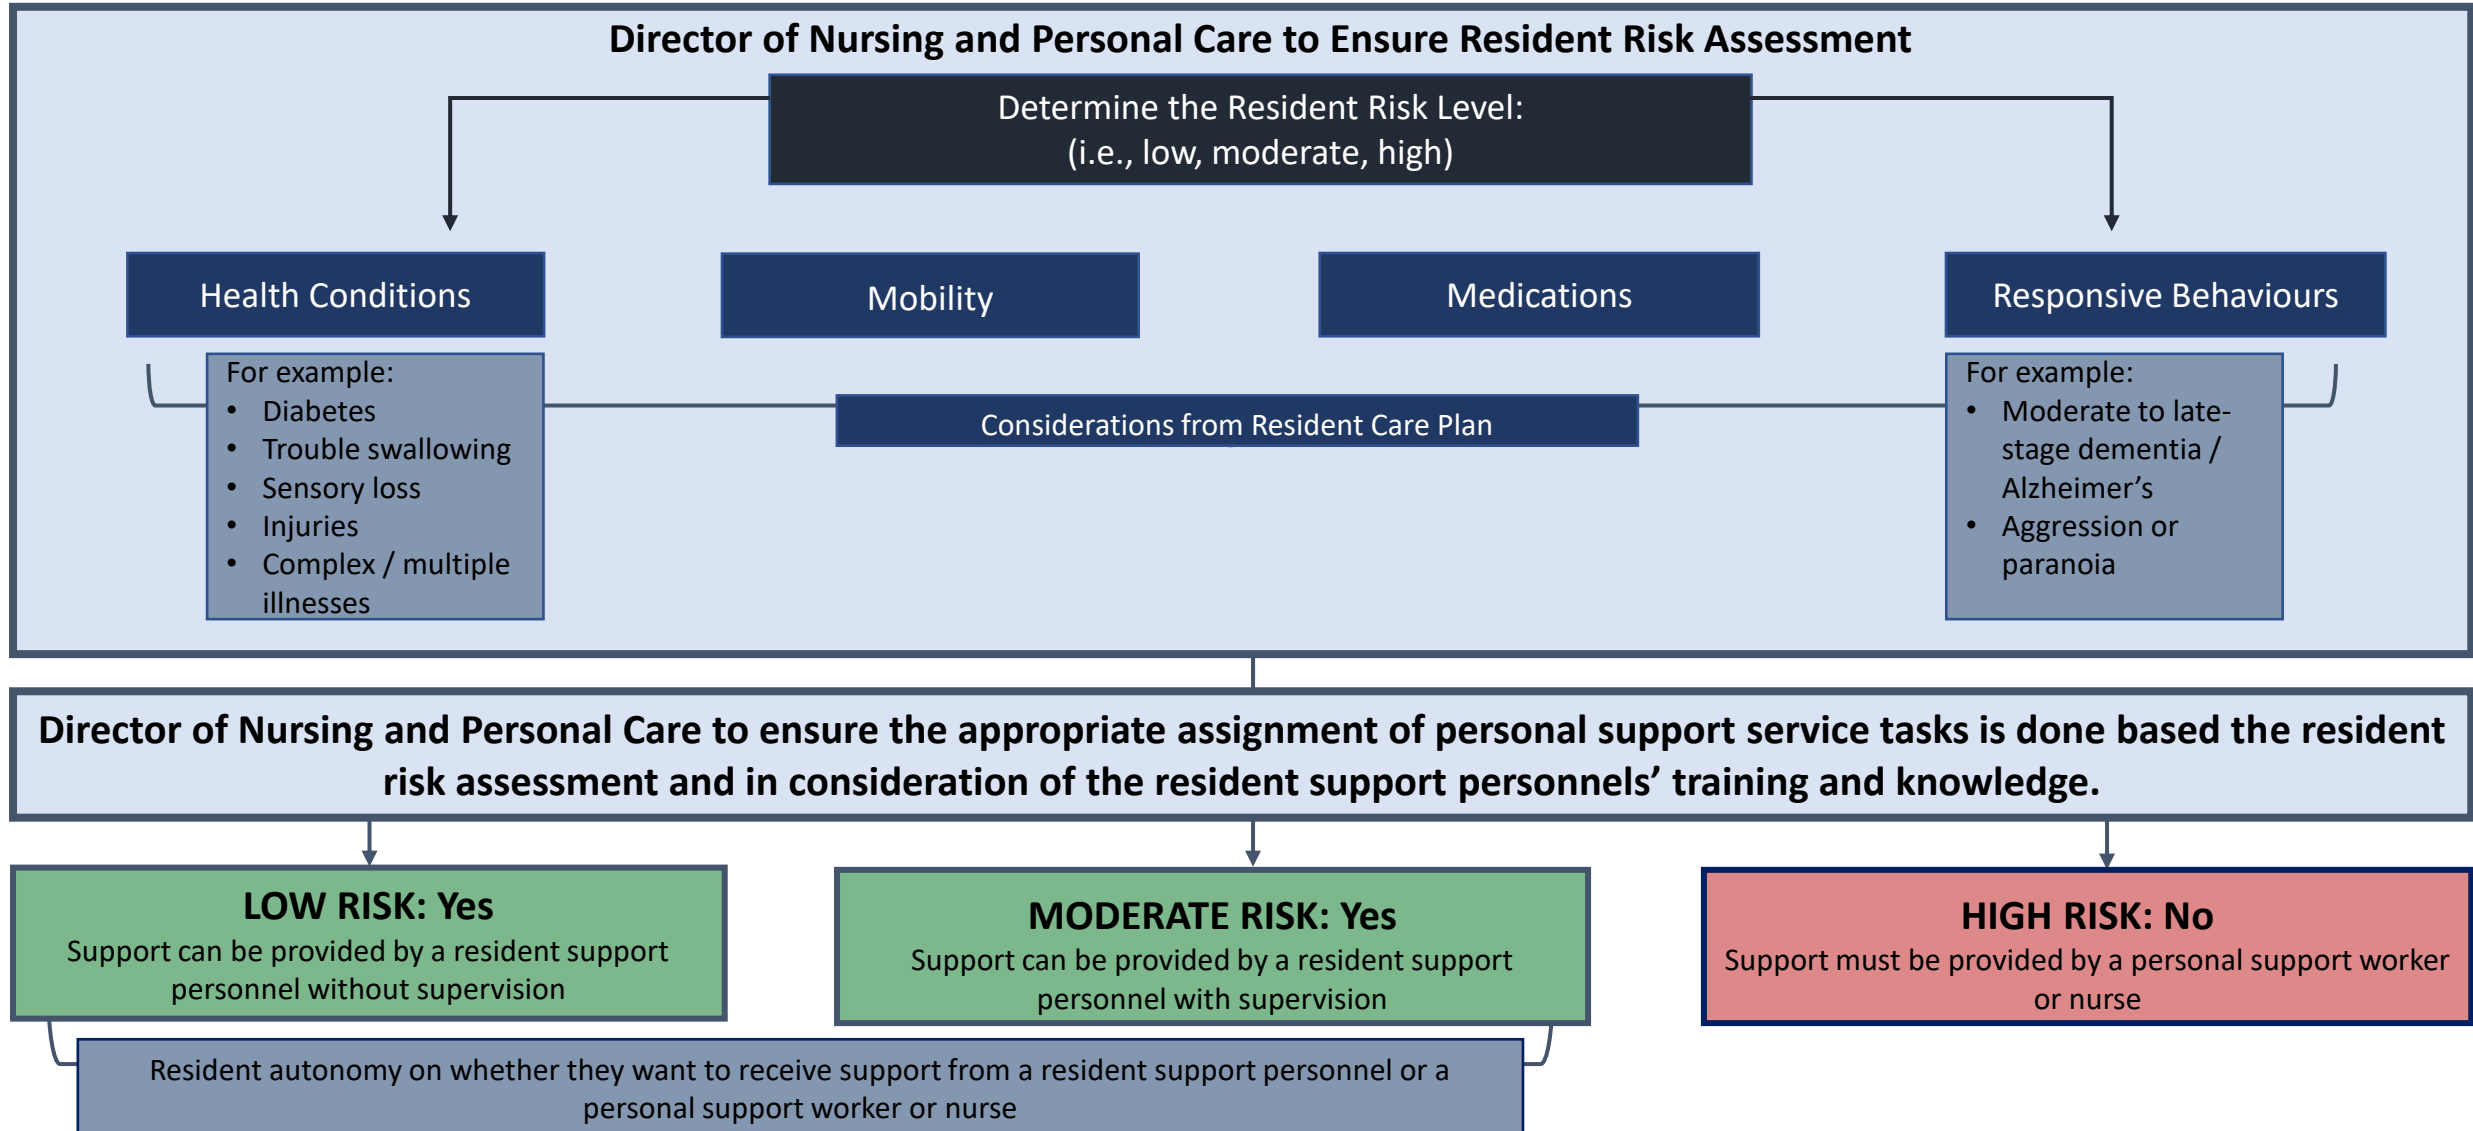 Director of Nursing and Personal Care to Ensure Resident Risk Assessment
Determine the Resident Risk Level:
(i.e., low, moderate, high)
Health Conditions
Mobility
Medications
Responsive Behaviours
For example:
• Diabetes
• Trouble swallowing
• Sensory loss
• Injuries
• Complex / multiple
illnesses
Considerations from Resident Care Plan
For example:
• Moderate to late-
stage dementia /
Alzheimer’s
• Aggression or
paranoia
Director of Nursing and Personal Care to ensure the appropriate assignment of personal support service tasks is done based the resident
risk assessment and in consideration of the resident support personnels’ training and knowledge.
LOW RISK: Yes
Support can be provided by a resident support
personnel without supervision
MODERATE RISK: Yes
Support can be provided by a resident support
personnel with supervision
HIGH RISK: No
Support must be provided by a personal support worker
or nurse
Resident autonomy on whether they want to receive support from a resident support personnel or a
personal support worker or nurse